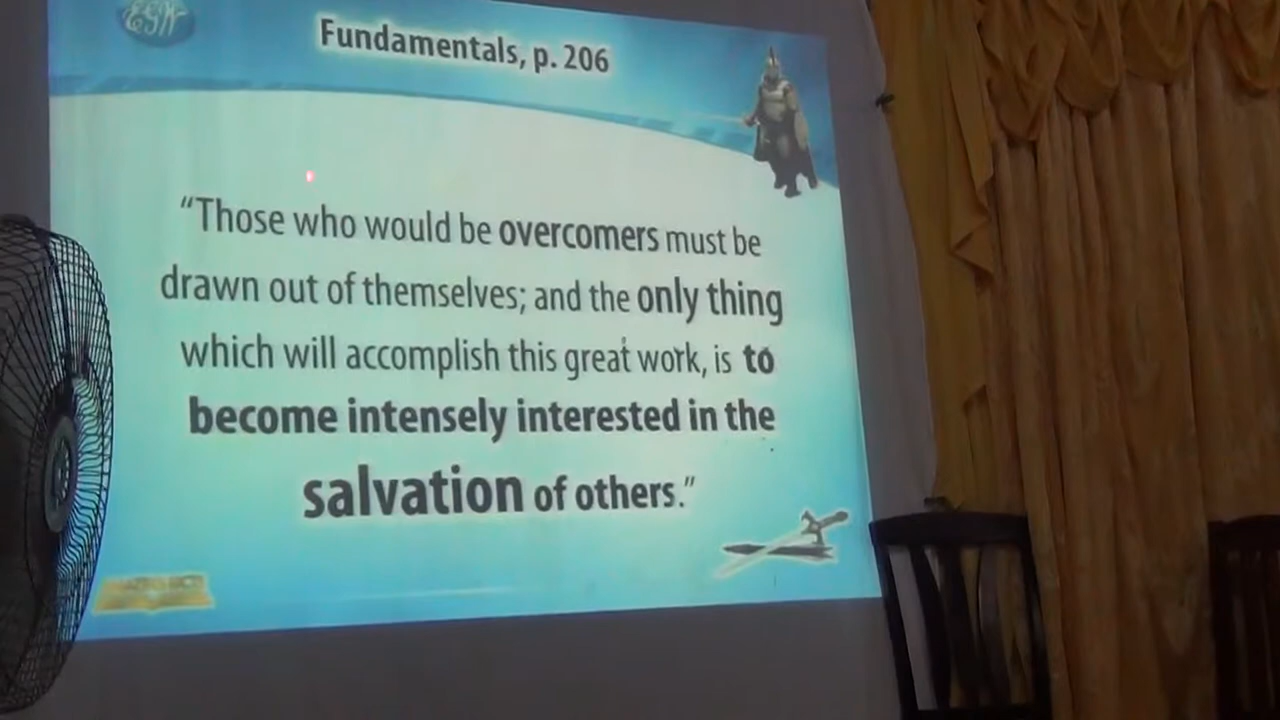 EGW
Fundamentals, p. 206
“Those who would be overcomers must be
drawn out of themselves; and the only thing
which will accomplish this great work, is to
become intensely interested in the
salvation of others.”